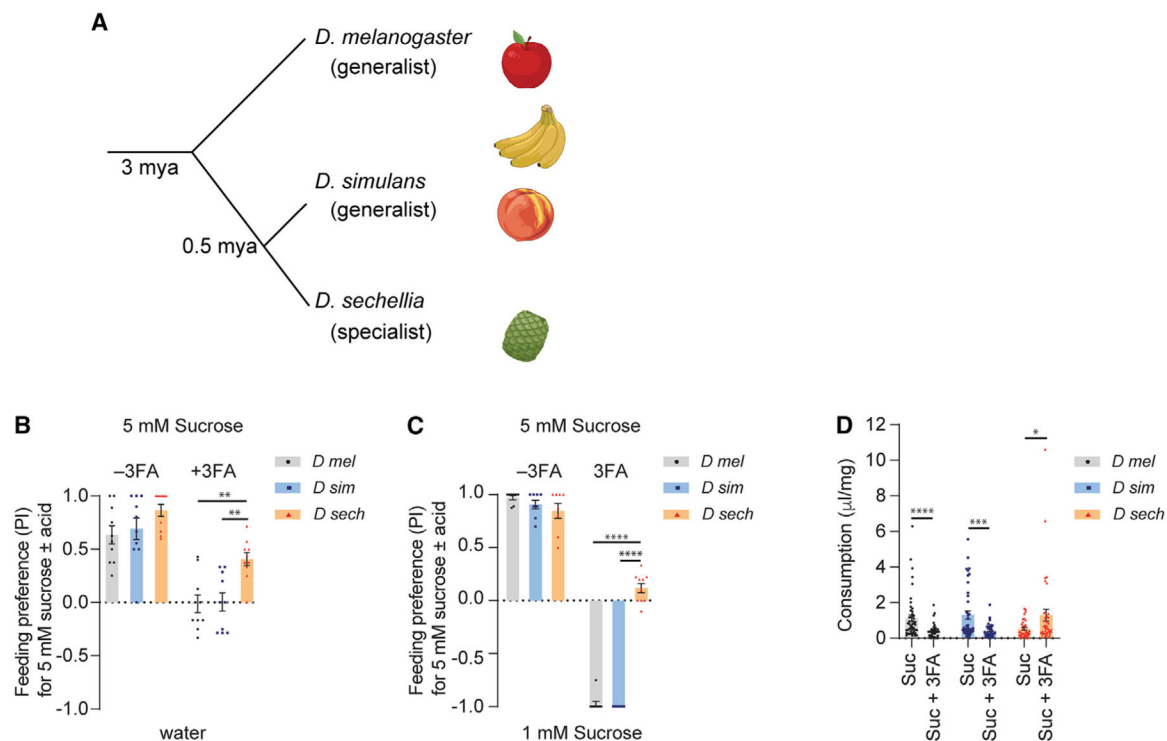 A
D. melanogaster
(generalist)
3 mya
D. simulans
(generalist)
0.5 mya
D. sechellia
(specialist)
B
5 mM Sucrose
–3FA
+3FA
D mel
D sim
D sech
**
**
Feeding preference (PI)
for 5 mM sucrose ± acid
1.0
0.5
0.0
-0.5
-1.0
water
C
5 mM Sucrose
–3FA
3FA
D mel
D sim
D sech
****
****
Feeding preference (PI)
for 5 mM sucrose ± acid
1.0
0.5
0.0
-0.5
-1.0
1 mM Sucrose
D
D mel
D sim
D sech
*
****
***
Consumption (µl/mg)
12
10
8
6
4
2
0
Suc
Suc + 3FA
Suc
Suc + 3FA
Suc
Suc + 3FA